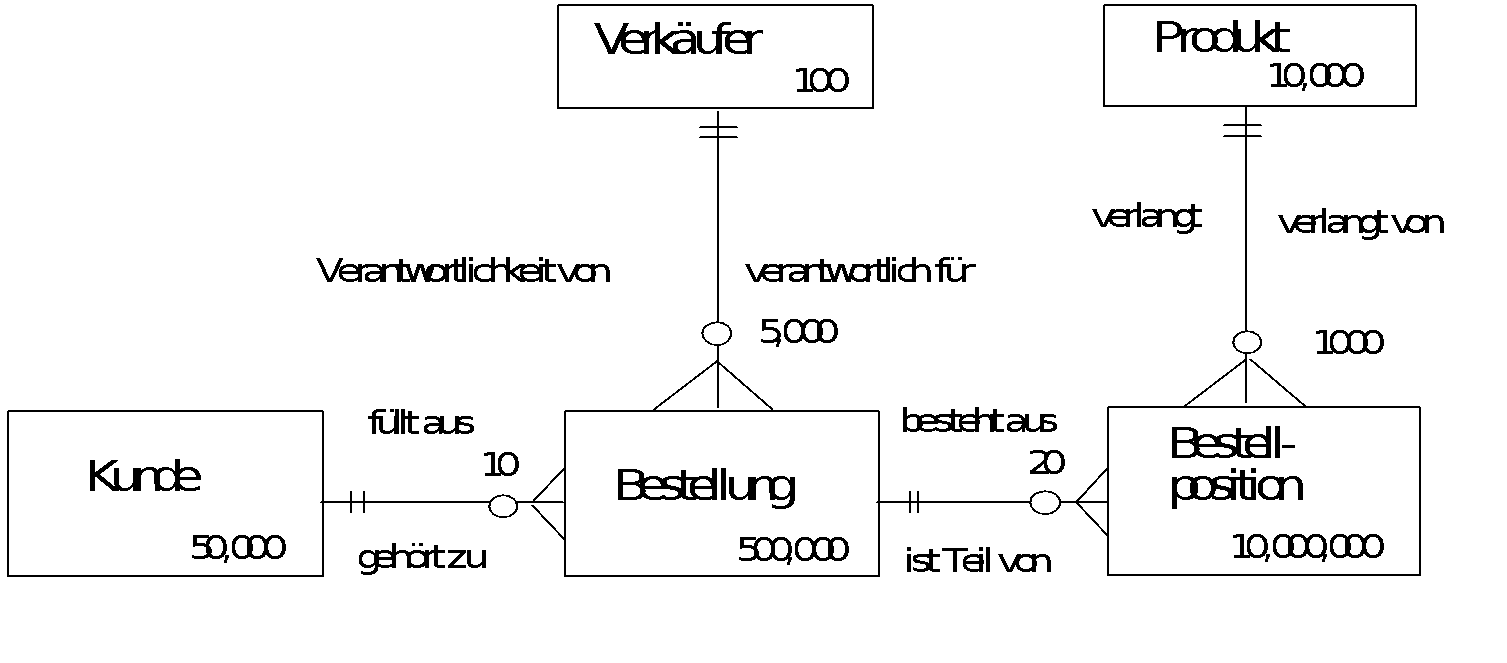 Verkäufer
100
Produkt
10,000
verlangt
verlangt von
Verantwortlichkeit von
verantwortlich für
5,000
1000
füllt aus
besteht aus
10
20
Kunde
50,000
Bestellung
500,000
Bestell-
position
10,000,000
gehört zu
ist Teil von